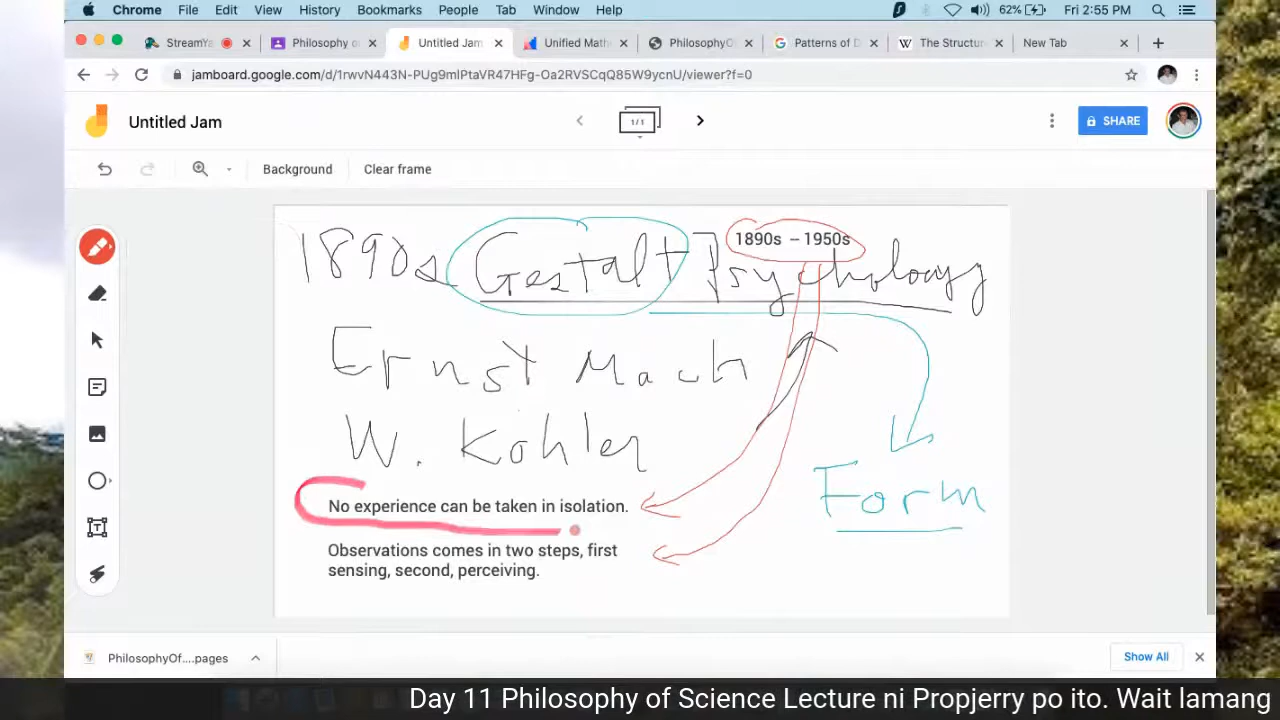 Chrome File Edit View History Bookmarks People Tab Window Help 62% Fri 2:55 PM
StreamYa Philosophy of Untitled Jam Unified Math PhilosophyO Patterns of D The Structure New Tab
jamboard.google.com/d/1rwvN443N-PUg9mlPtaVR47HFg-Oa2RVSCqQ85W9ycnU/viewer?f=0
Untitled Jam 1/1 SHARE
Background Clear frame
1890s – 1950s
1890s Gestalt Psychology
Ernst Mach
W. Kohler
Form
No experience can be taken in isolation.
Observations comes in two steps, first
sensing, second, perceiving.
PhilosophyOf....pages Show All
Day 11 Philosophy of Science Lecture ni Propjerry po ito. Wait lamang